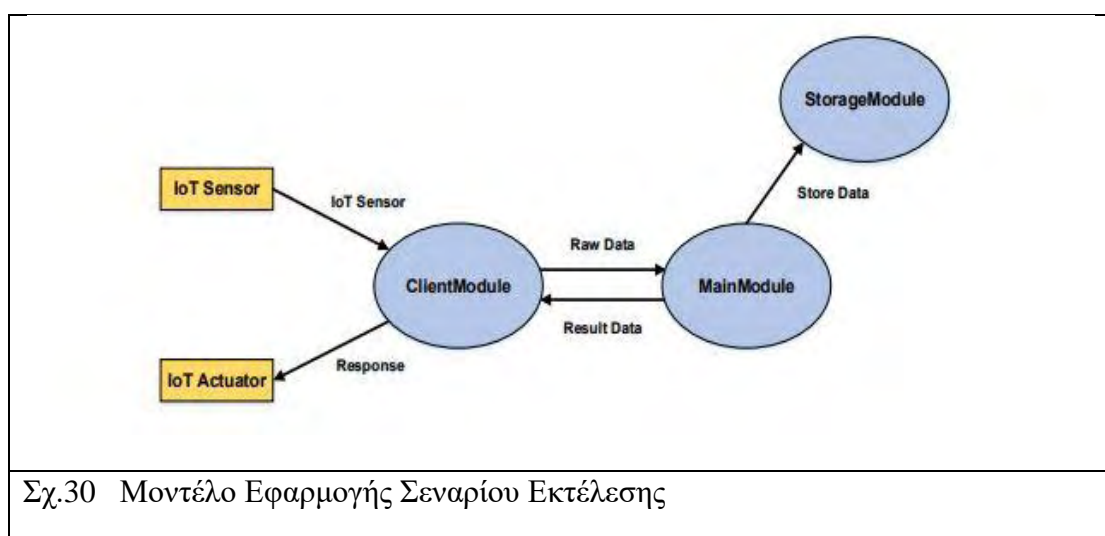 StorageModule
IoT Sensor
IoT Sensor
Store Data
Raw Data
ClientModule
MainModule
Result Data
Response
IoT Actuator
Σχ.30 Μοντέλο Εφαρμογής Σεναρίου Εκτέλεσης